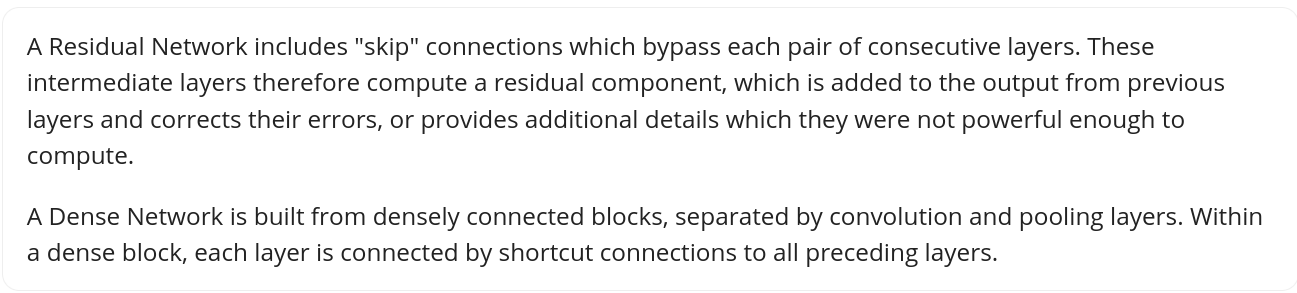 A Residual Network includes "skip" connections which bypass each pair of consecutive layers. These
intermediate layers therefore compute a residual component, which is added to the output from previous
layers and corrects their errors, or provides additional details which they were not powerful enough to
compute.
A Dense Network is built from densely connected blocks, separated by convolution and pooling layers. Within
a dense block, each layer is connected by shortcut connections to all preceding layers.